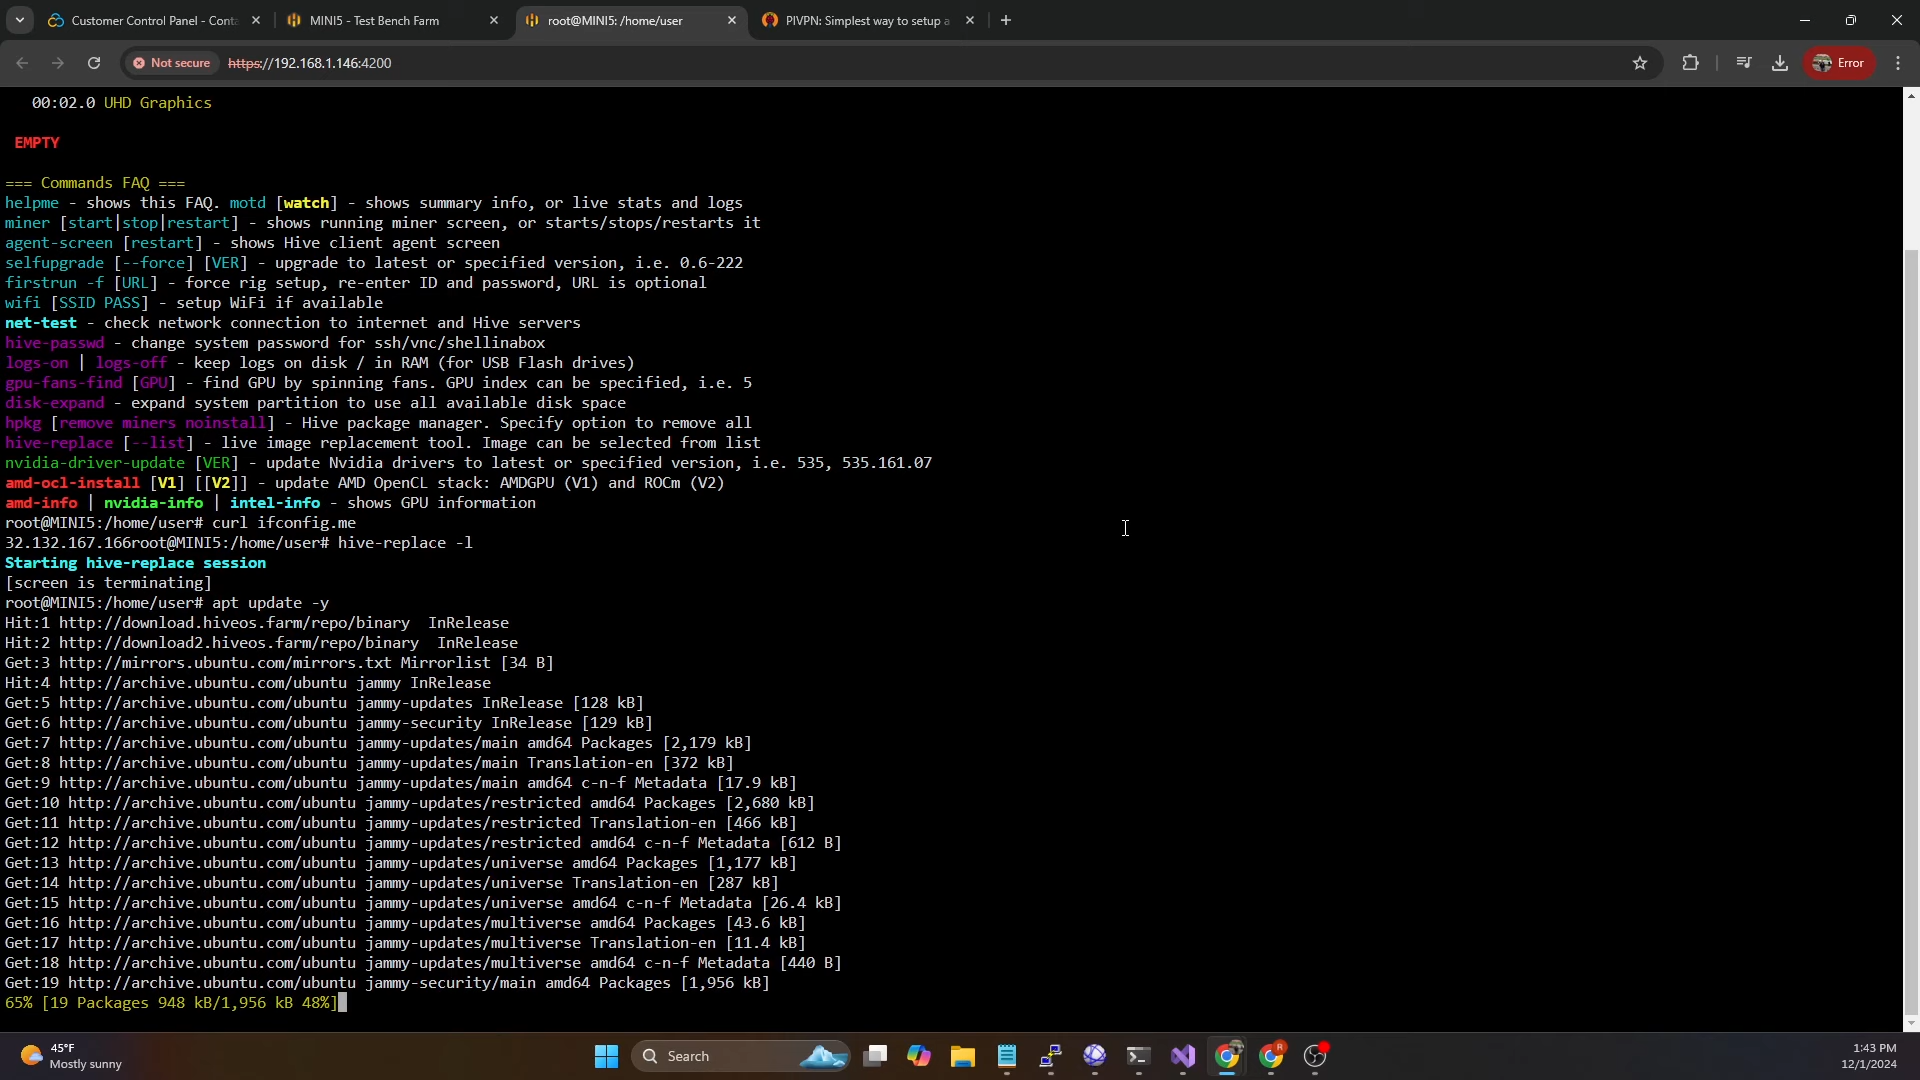 Customer Control Panel - Conta
MINI5 - Test Bench Farm
root@MINI5: /home/user
PIVPN: Simplest way to setup a
Not secure
https://192.168.1.146:4200
Error
00:02.0 UHD Graphics
EMPTY
=== Commands FAQ ===
helpme - shows this FAQ. motd [watch] - shows summary info, or live stats and logs
miner [start|stop|restart] - shows running miner screen, or starts/stops/restarts it
agent-screen [restart] - shows Hive client agent screen
selfupgrade [--force] [VER] - upgrade to latest or specified version, i.e. 0.6-222
firstrun -f [URL] - force rig setup, re-enter ID and password, URL is optional
wifi [SSID PASS] - setup WiFi if available
net-test - check network connection to internet and Hive servers
hive-passwd - change system password for ssh/vnc/shellinabox
logs-on | logs-off - keep logs on disk / in RAM (for USB Flash drives)
gpu-fans-find [GPU] - find GPU by spinning fans. GPU index can be specified, i.e. 5
disk-expand - expand system partition to use all available disk space
hpkg [remove miners noinstall] - Hive package manager. Specify option to remove all
hive-replace [--list] - live image replacement tool. Image can be selected from list
nvidia-driver-update [VER] - update Nvidia drivers to latest or specified version, i.e. 535, 535.161.07
amd-ocl-install [V1] [[V2]] - update AMD OpenCL stack: AMDGPU (V1) and ROCm (V2)
amd-info | nvidia-info | intel-info - shows GPU information
root@MINI5:/home/user# curl ifconfig.me
32.132.167.166root@MINI5:/home/user# hive-replace -l
Starting hive-replace session
[screen is terminating]
root@MINI5:/home/user# apt update -y
Hit:1 http://download.hiveos.farm/repo/binary  InRelease
Hit:2 http://download2.hiveos.farm/repo/binary  InRelease
Get:3 http://mirrors.ubuntu.com/mirrors.txt Mirrorlist [34 B]
Hit:4 http://archive.ubuntu.com/ubuntu jammy InRelease
Get:5 http://archive.ubuntu.com/ubuntu jammy-updates InRelease [128 kB]
Get:6 http://archive.ubuntu.com/ubuntu jammy-security InRelease [129 kB]
Get:7 http://archive.ubuntu.com/ubuntu jammy-updates/main amd64 Packages [2,179 kB]
Get:8 http://archive.ubuntu.com/ubuntu jammy-updates/main Translation-en [372 kB]
Get:9 http://archive.ubuntu.com/ubuntu jammy-updates/main amd64 c-n-f Metadata [17.9 kB]
Get:10 http://archive.ubuntu.com/ubuntu jammy-updates/restricted amd64 Packages [2,680 kB]
Get:11 http://archive.ubuntu.com/ubuntu jammy-updates/restricted Translation-en [466 kB]
Get:12 http://archive.ubuntu.com/ubuntu jammy-updates/restricted amd64 c-n-f Metadata [612 B]
Get:13 http://archive.ubuntu.com/ubuntu jammy-updates/universe amd64 Packages [1,177 kB]
Get:14 http://archive.ubuntu.com/ubuntu jammy-updates/universe Translation-en [287 kB]
Get:15 http://archive.ubuntu.com/ubuntu jammy-updates/universe amd64 c-n-f Metadata [26.4 kB]
Get:16 http://archive.ubuntu.com/ubuntu jammy-updates/multiverse amd64 Packages [43.6 kB]
Get:17 http://archive.ubuntu.com/ubuntu jammy-updates/multiverse Translation-en [11.4 kB]
Get:18 http://archive.ubuntu.com/ubuntu jammy-updates/multiverse amd64 c-n-f Metadata [440 B]
Get:19 http://archive.ubuntu.com/ubuntu jammy-security/main amd64 Packages [1,956 kB]
65% [19 Packages 948 kB/1,956 kB 48%]
45°F
Mostly sunny
Search
1:43 PM
12/1/2024